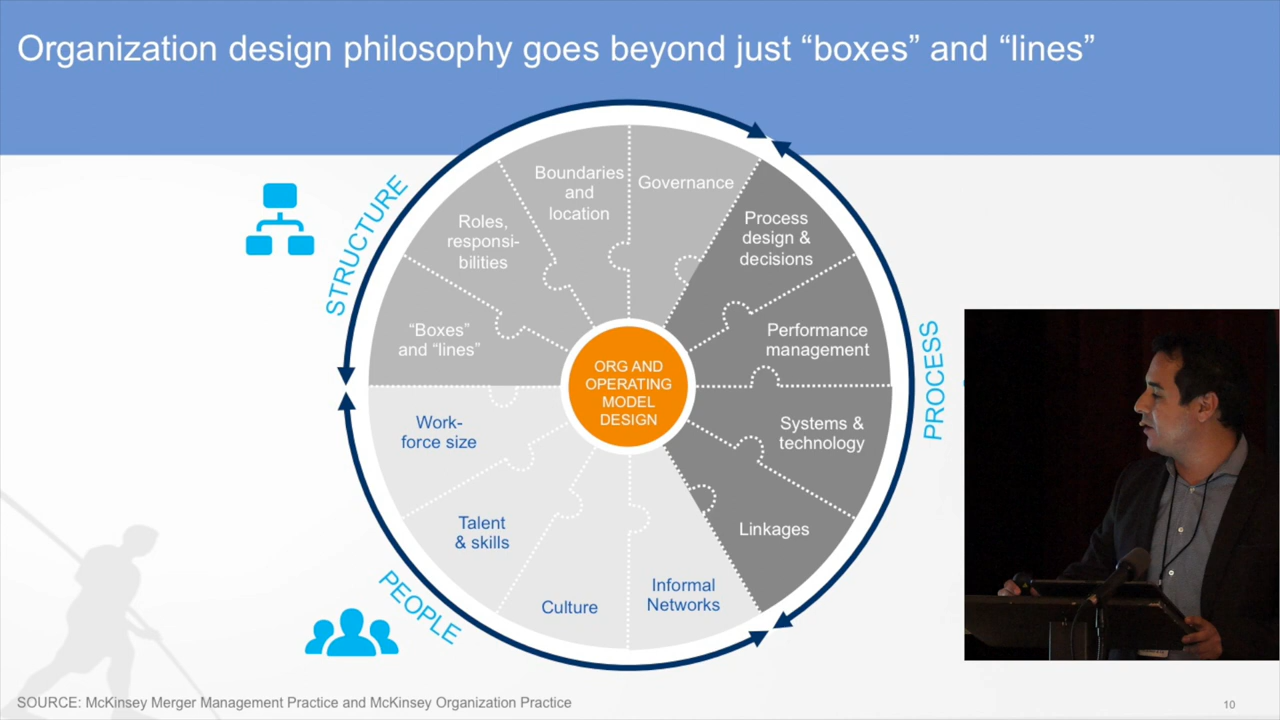 Organization design philosophy goes beyond just “boxes” and “lines”
STRUCTURE
Boundaries
and
location
Governance
Roles,
responsi-
bilities
Process
design &
decisions
“Boxes”
and “lines”
Performance
management
ORG AND
OPERATING
MODEL
DESIGN
PROCESS
Work-
force size
Systems &
technology
Talent
& skills
Linkages
Culture
Informal
Networks
PEOPLE
SOURCE: McKinsey Merger Management Practice and McKinsey Organization Practice
10